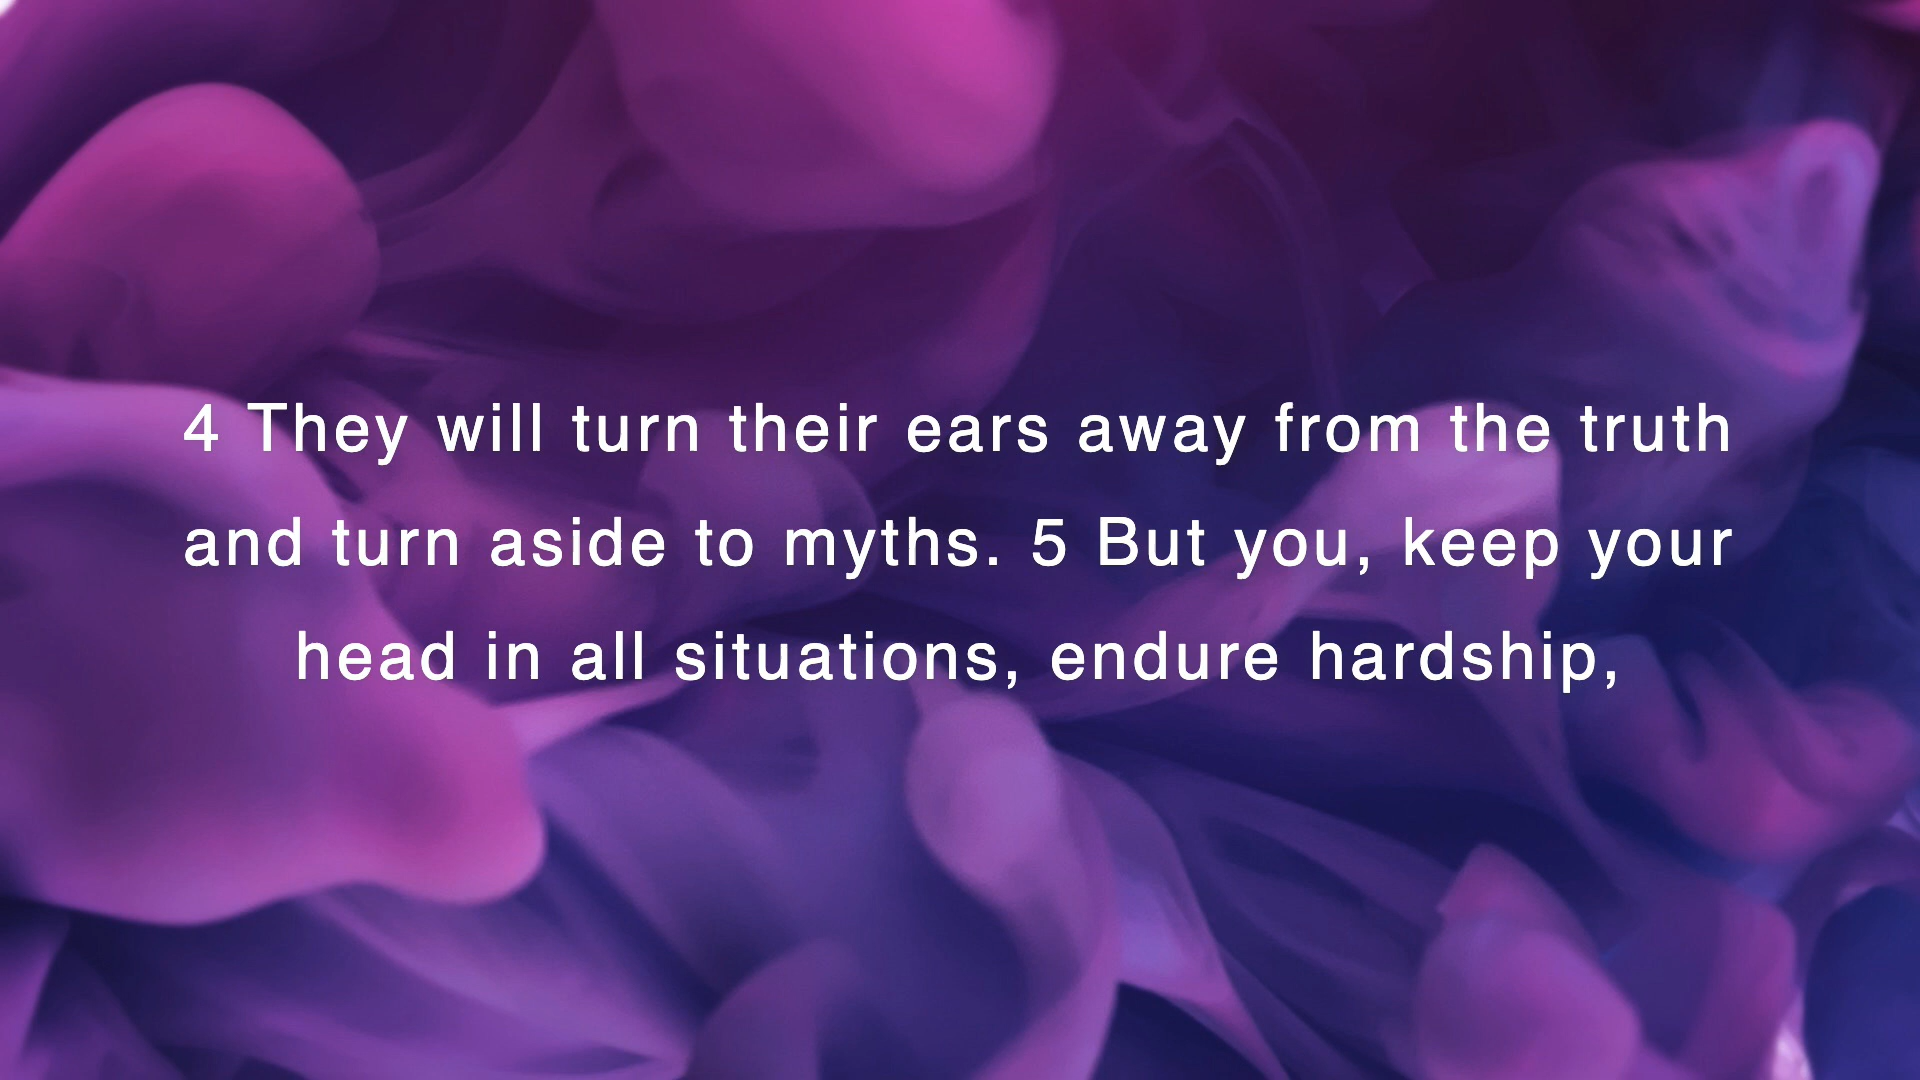 4 They will turn their ears away from the truth
and turn aside to myths. 5 But you, keep your
head in all situations, endure hardship,